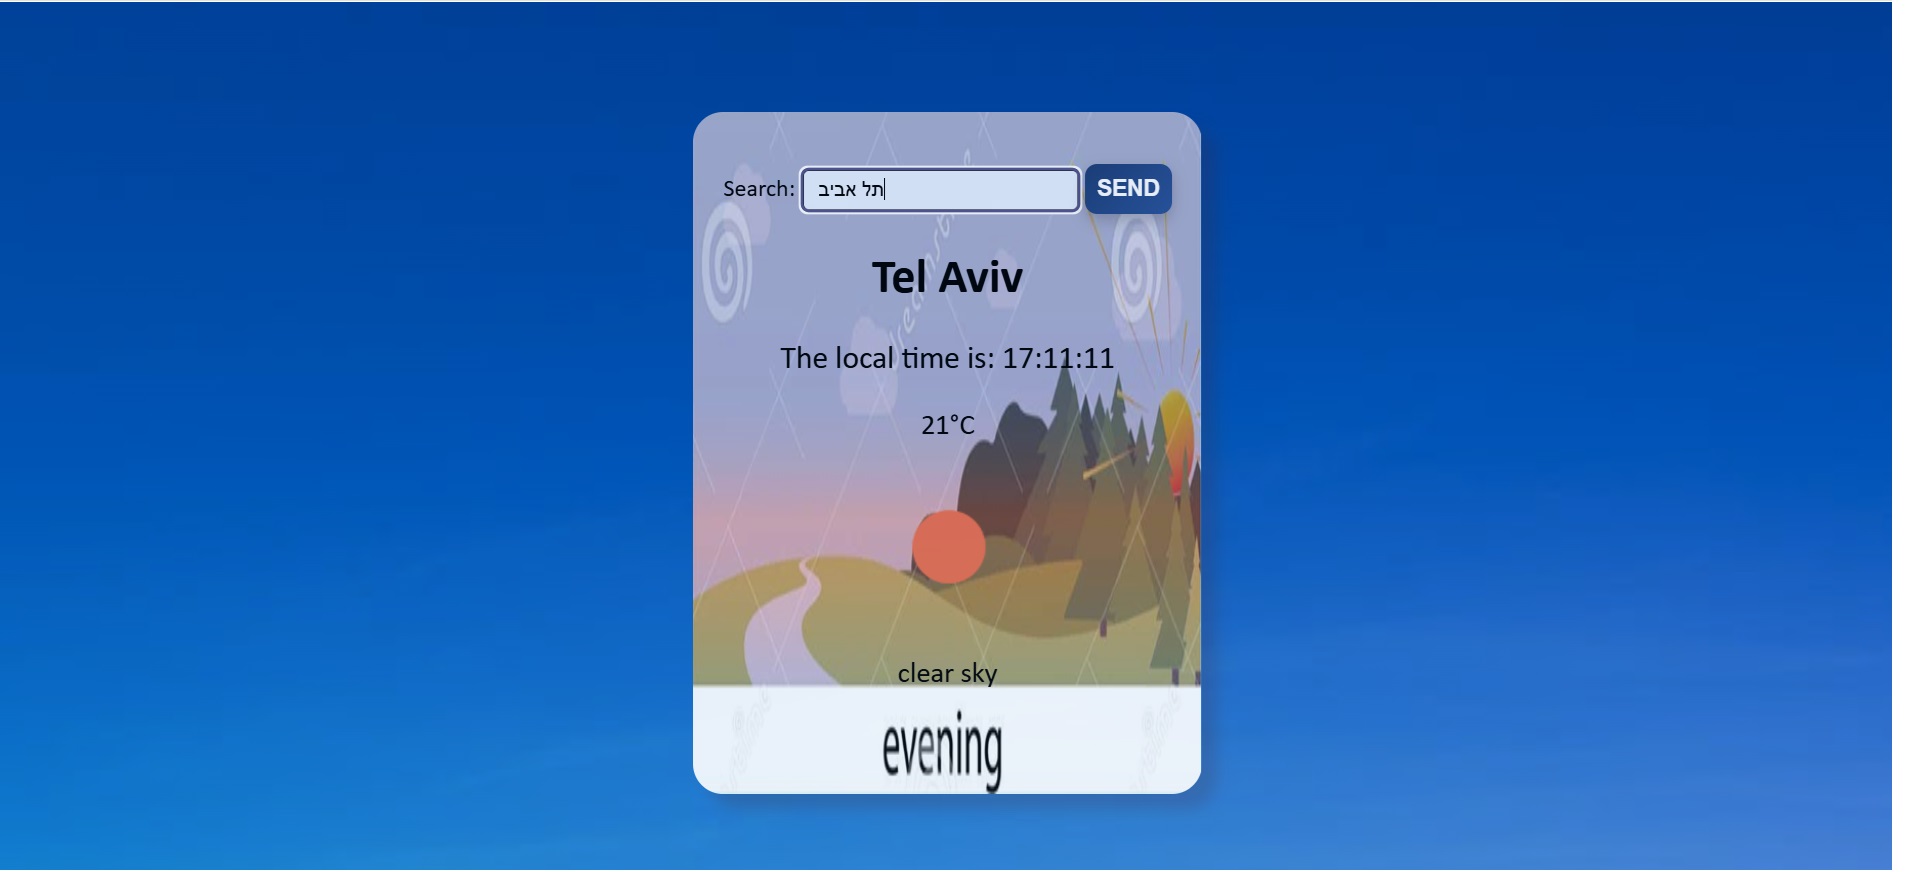 Search: תל אביב SEND
Tel Aviv
The local time is: 17:11:11
21°C
clear sky
evening